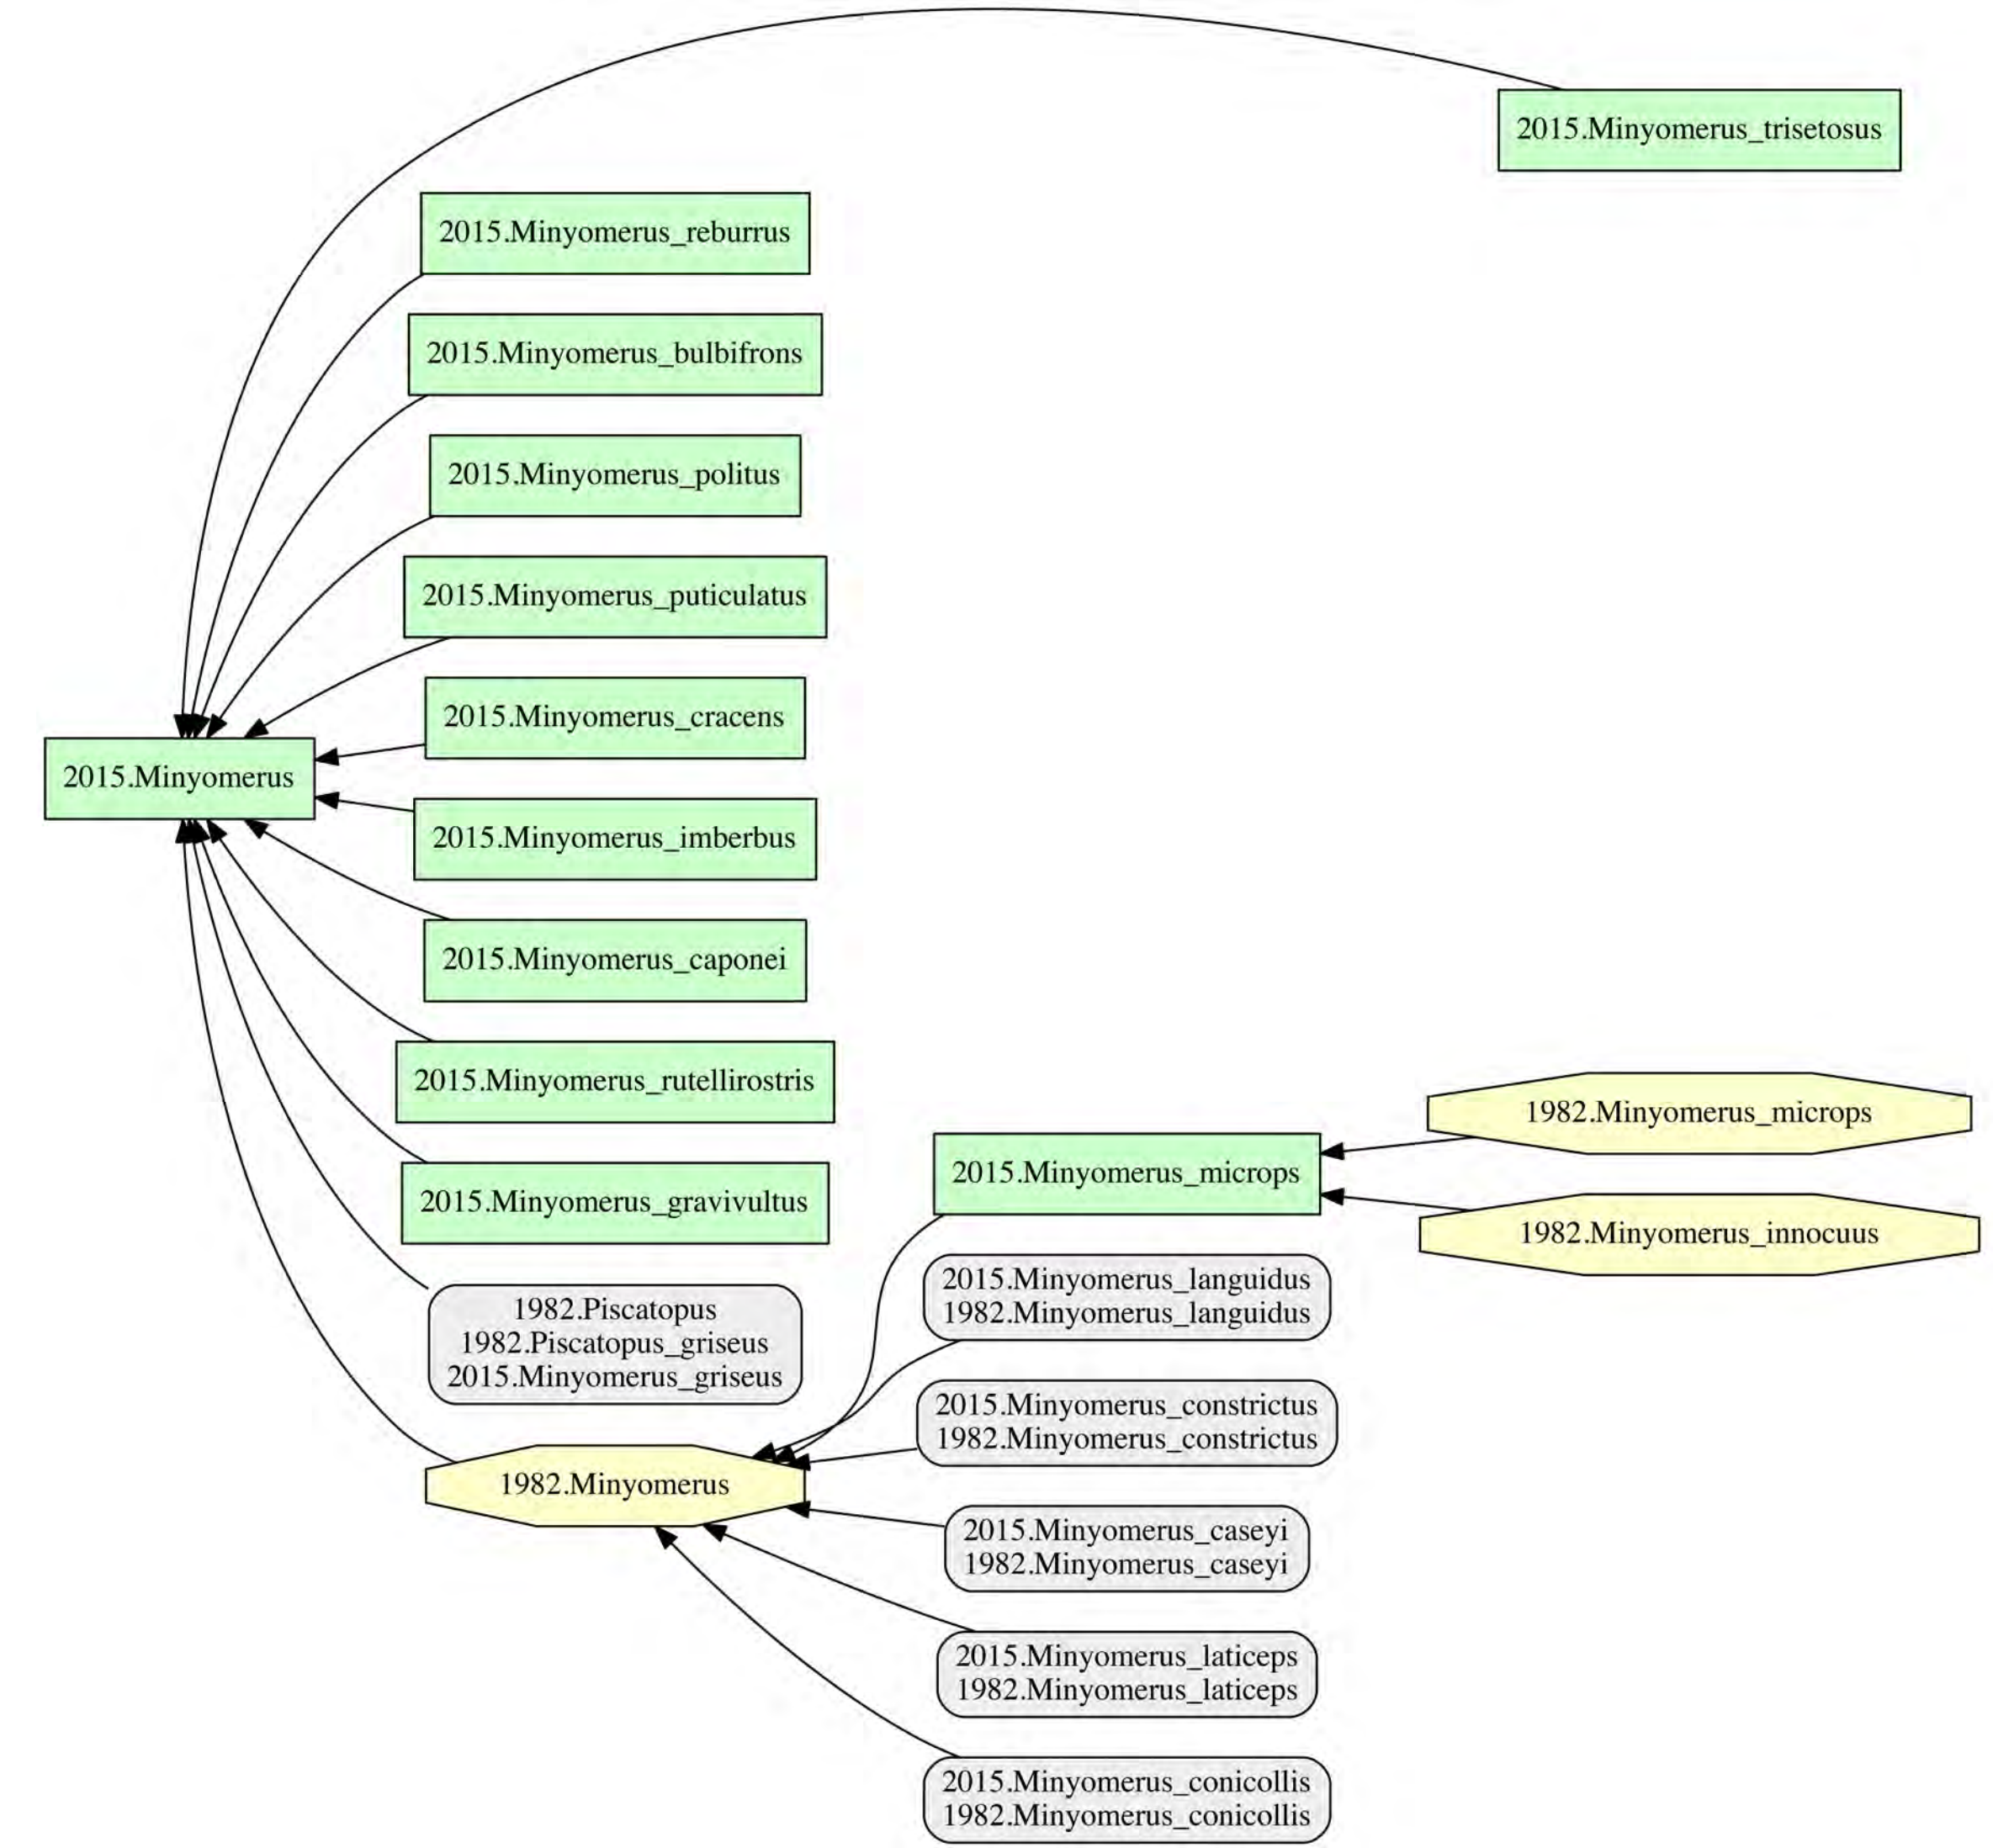 2015.Minyomerus_trisetosus
2015.Minyomerus_reburrus
2015.Minyomerus_bulbifrons
2015.Minyomerus_politus
2015.Minyomerus_puticulatus
2015.Minyomerus_cracens
2015.Minyomerus
2015.Minyomerus_imberbus
2015.Minyomerus_caponei
2015.Minyomerus_rutellirostris
2015.Minyomerus_gravivultus
1982.Piscatopus
1982.Piscatopus_griseus
2015.Minyomerus_griseus
1982.Minyomerus
2015.Minyomerus_microps
1982.Minyomerus_microps
1982.Minyomerus_innocuus
2015.Minyomerus_languidus
1982.Minyomerus_languidus
2015.Minyomerus_constrictus
1982.Minyomerus_constrictus
2015.Minyomerus_caseyi
1982.Minyomerus_caseyi
2015.Minyomerus_laticeps
1982.Minyomerus_laticeps
2015.Minyomerus_conicollis
1982.Minyomerus_conicollis